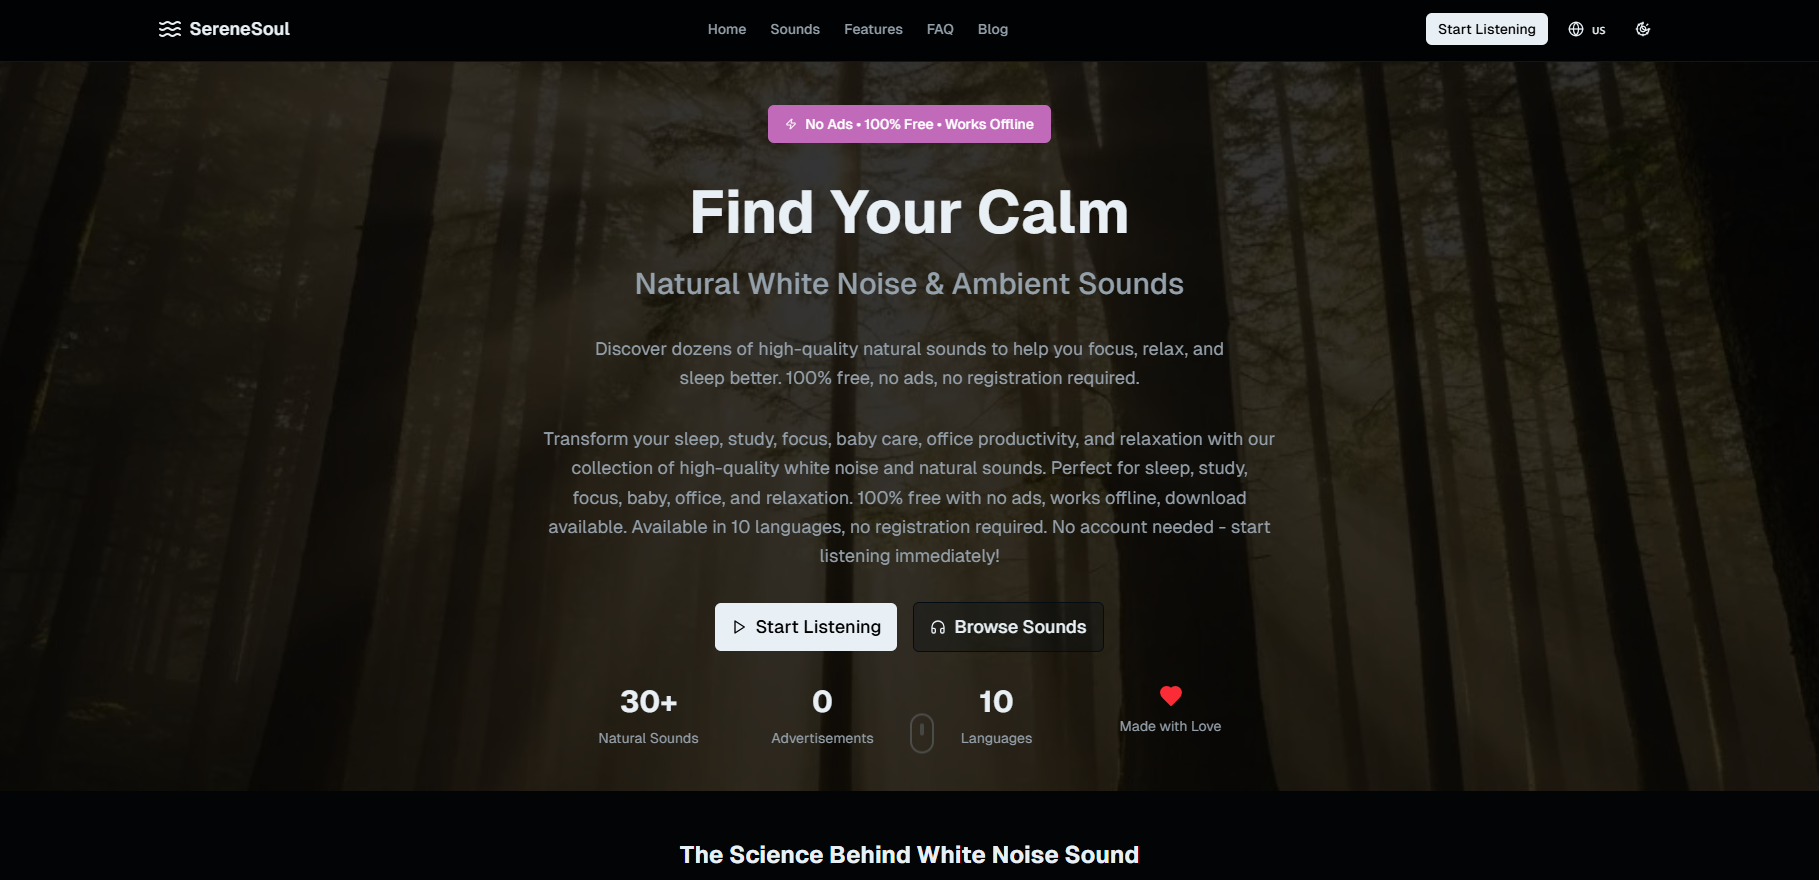 SereneSoul
Home
Sounds
Features
FAQ
Blog
Start Listening
US
No Ads • 100% Free • Works Offline
Find Your Calm
Natural White Noise & Ambient Sounds
Discover dozens of high-quality natural sounds to help you focus, relax, and
sleep better. 100% free, no ads, no registration required.
Transform your sleep, study, focus, baby care, office productivity, and relaxation with our
collection of high-quality white noise and natural sounds. Perfect for sleep, study,
focus, baby, office, and relaxation. 100% free with no ads, works offline, download
available. Available in 10 languages, no registration required. No account needed - start
listening immediately!
Start Listening
Browse Sounds
30+
Natural Sounds
0
Advertisements
10
Languages
Made with Love
The Science Behind White Noise Sound